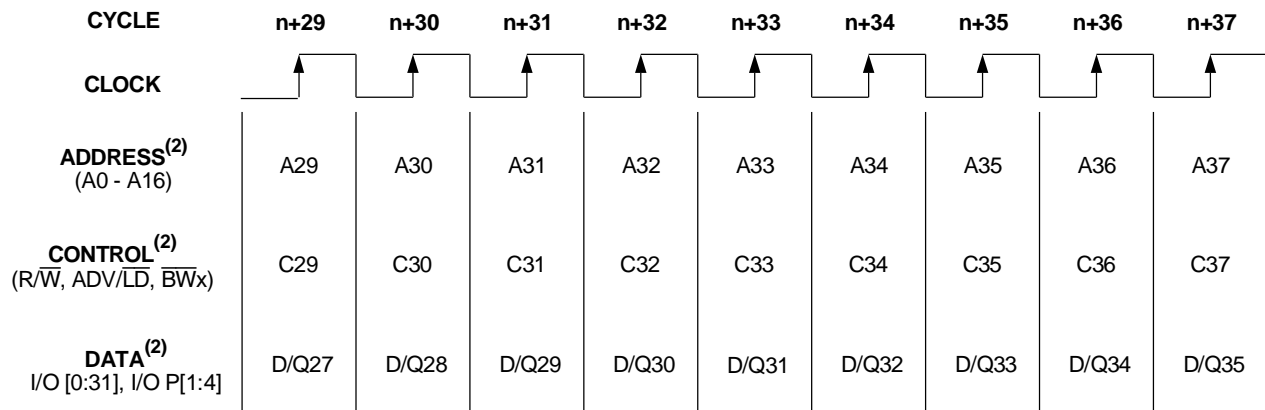 CYCLE n+29 n+30 n+31 n+32 n+33 n+34 n+35 n+36 n+37
CLOCK
ADDRESS(2)
(A0 - A16) A29 A30 A31 A32 A33 A34 A35 A36 A37
CONTROL(2)
(R/W̅, ADV/L̅D̅, B̅W̅x) C29 C30 C31 C32 C33 C34 C35 C36 C37
DATA(2)
I/O [0:31], I/O P[1:4] D/Q27 D/Q28 D/Q29 D/Q30 D/Q31 D/Q32 D/Q33 D/Q34 D/Q35